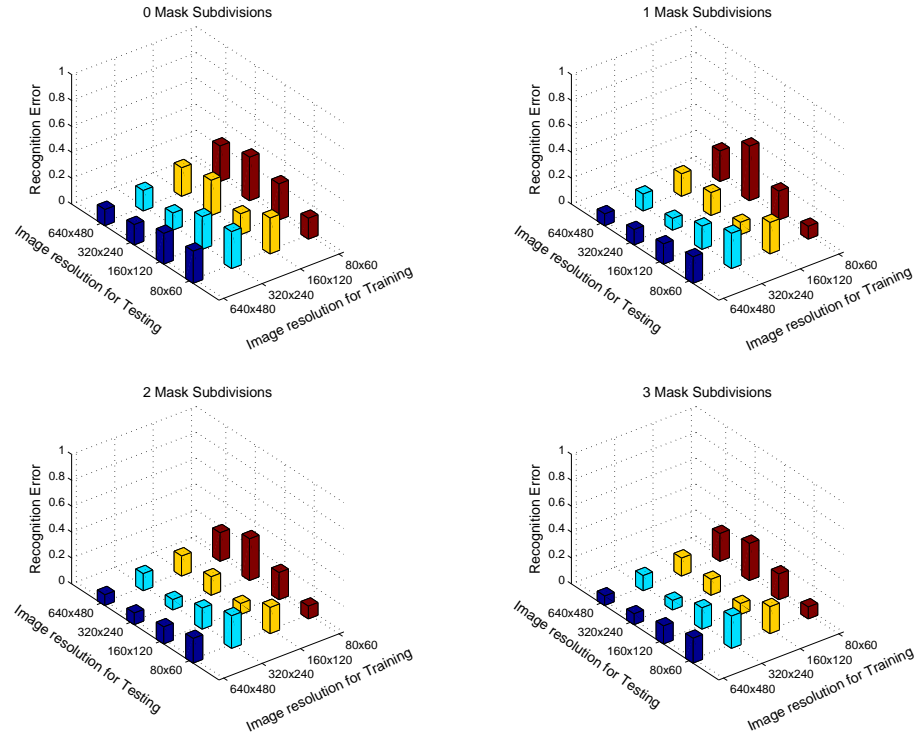 0 Mask Subdivisions
1
0.8
0.6
0.4
0.2
0
Recognition Error
640x480
320x240
160x120
80x60
Image resolution for Testing
640x480
320x240
160x120
80x60
Image resolution for Training
1 Mask Subdivisions
1
0.8
0.6
0.4
0.2
0
Recognition Error
640x480
320x240
160x120
80x60
Image resolution for Testing
640x480
320x240
160x120
80x60
Image resolution for Training
2 Mask Subdivisions
1
0.8
0.6
0.4
0.2
0
Recognition Error
640x480
320x240
160x120
80x60
Image resolution for Testing
640x480
320x240
160x120
80x60
Image resolution for Training
3 Mask Subdivisions
1
0.8
0.6
0.4
0.2
0
Recognition Error
640x480
320x240
160x120
80x60
Image resolution for Testing
640x480
320x240
160x120
80x60
Image resolution for Training